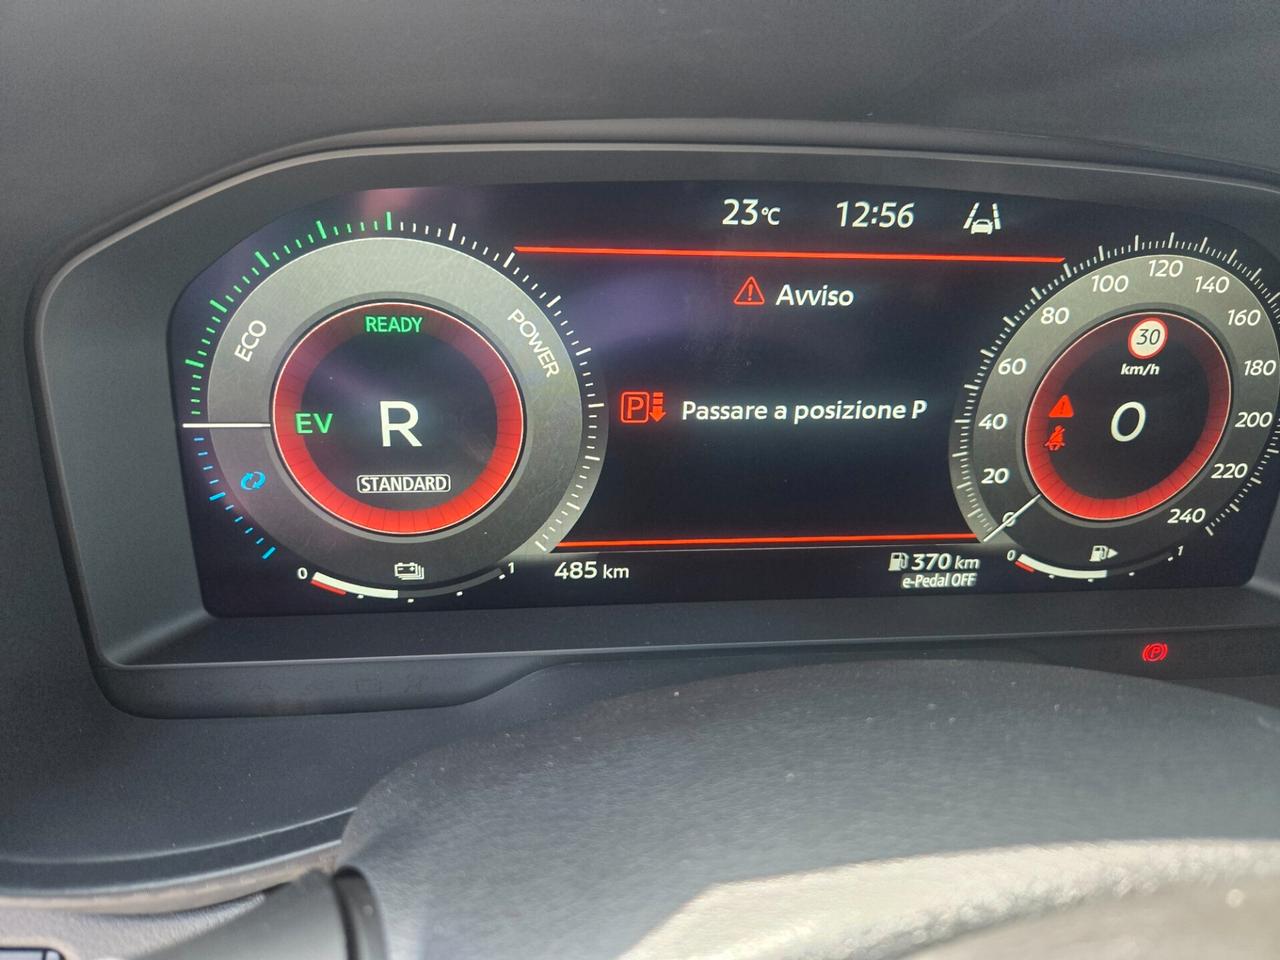 23°C 12:56
Avviso
P Passare a posizione P
READY
ECO
POWER
EV
R
STANDARD
0 1
485 km
370 km
e-Pedal OFF
0 20 40 60 80 100 120 140 160 180 200 220 240
30
km/h
0
0 1
P